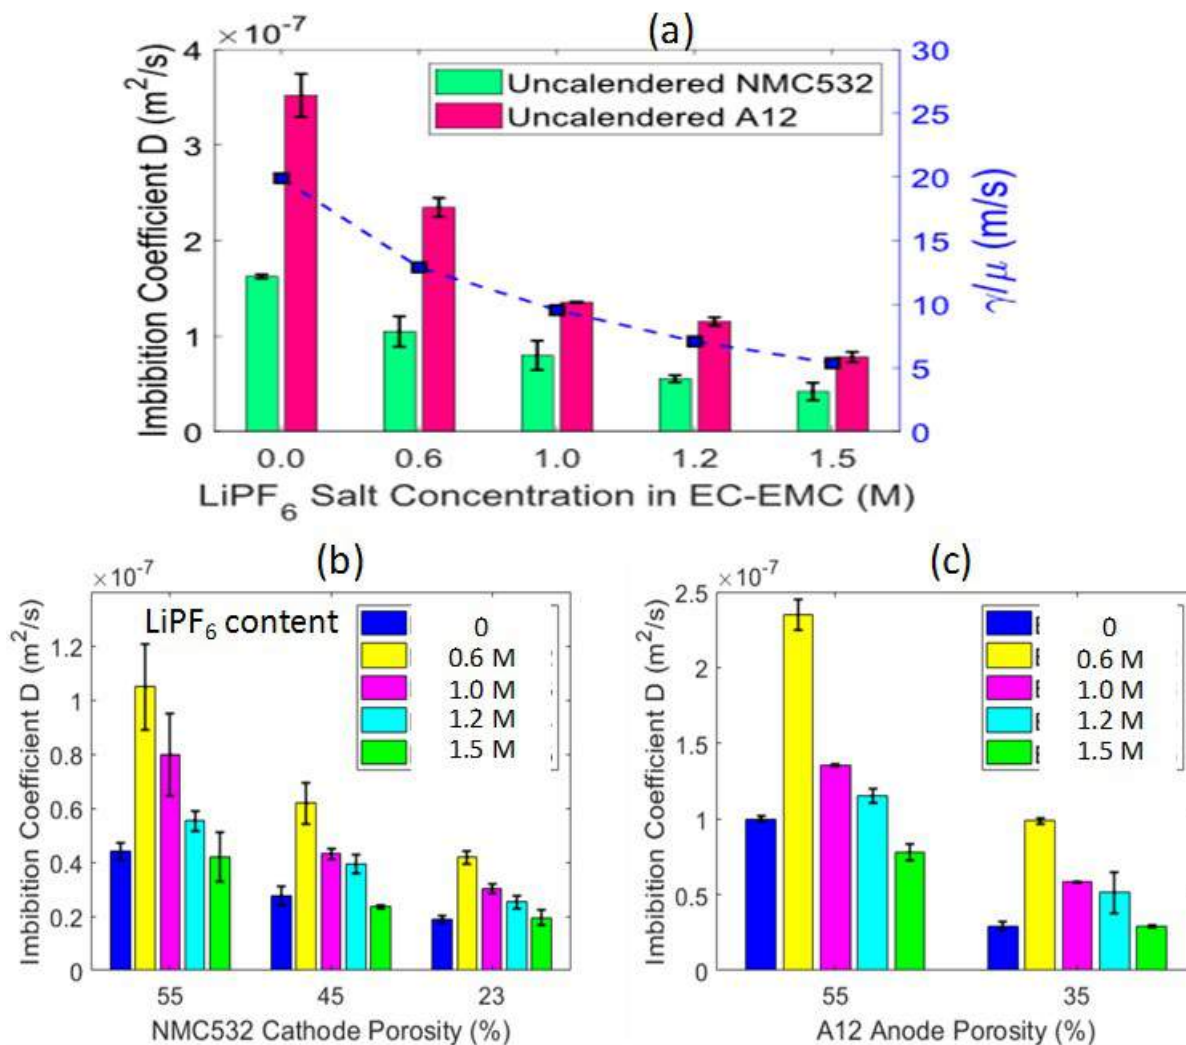 (a)
×10⁻⁷
Imbibition Coefficient D (m²/s)
4
3
2
1
0
Uncalendered NMC532
Uncalendered A12
30
25
20
15
10
5
0
γ/μ (m/s)
0.0 0.6 1.0 1.2 1.5
LiPF₆ Salt Concentration in EC-EMC (M)
(b)
×10⁻⁷
Imbibition Coefficient D (m²/s)
1.2
1
0.8
0.6
0.4
0.2
0
LiPF₆ content
0
0.6 M
1.0 M
1.2 M
1.5 M
55 45 23
NMC532 Cathode Porosity (%)
(c)
×10⁻⁷
Imbibition Coefficient D (m²/s)
2.5
2
1.5
1
0.5
0
0
0.6 M
1.0 M
1.2 M
1.5 M
55 35
A12 Anode Porosity (%)